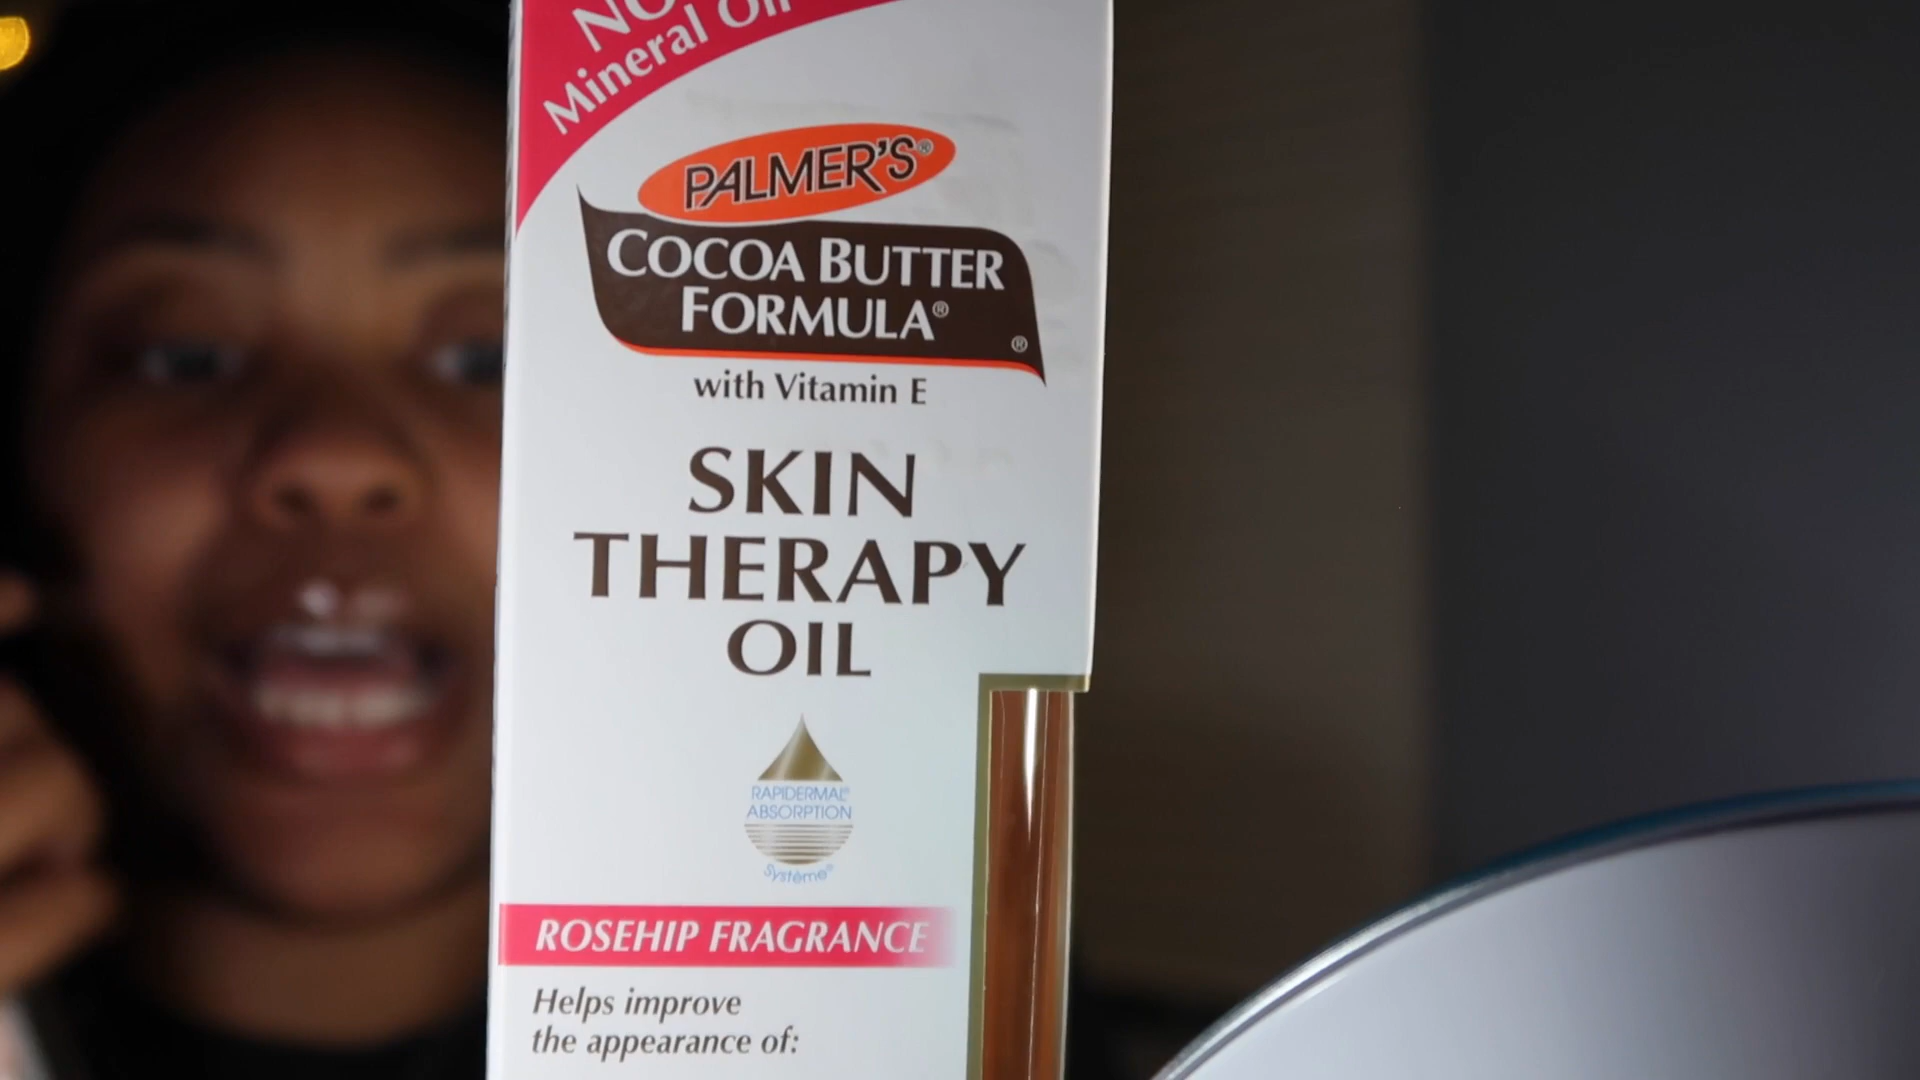 NO
Mineral Oil
PALMER'S®
COCOA BUTTER
FORMULA®
®
with Vitamin E
SKIN
THERAPY
OIL
RAPIDERMAL®
ABSORPTION
Système®
ROSEHIP FRAGRANCE
Helps improve
the appearance of: